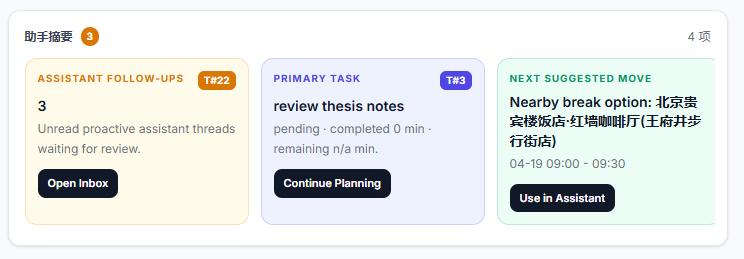 助手摘要 3
4 项
ASSISTANT FOLLOW-UPS T#22
3
Unread proactive assistant threads
waiting for review.
Open Inbox
PRIMARY TASK T#3
review thesis notes
pending · completed 0 min ·
remaining n/a min.
Continue Planning
NEXT SUGGESTED MOVE
Nearby break option: 北京贵
宾楼饭店·红墙咖啡厅(王府井步
行街店)
04-19 09:00 - 09:30
Use in Assistant